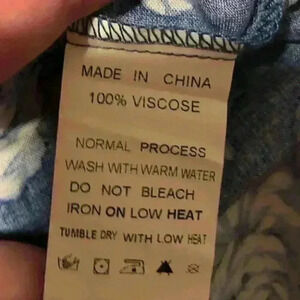 MADE IN CHINA
100% VISCOSE
NORMAL PROCESS
WASH WITH WARM WATER
DO NOT BLEACH
IRON ON LOW HEAT
TUMBLE DRY WITH LOW HEAT